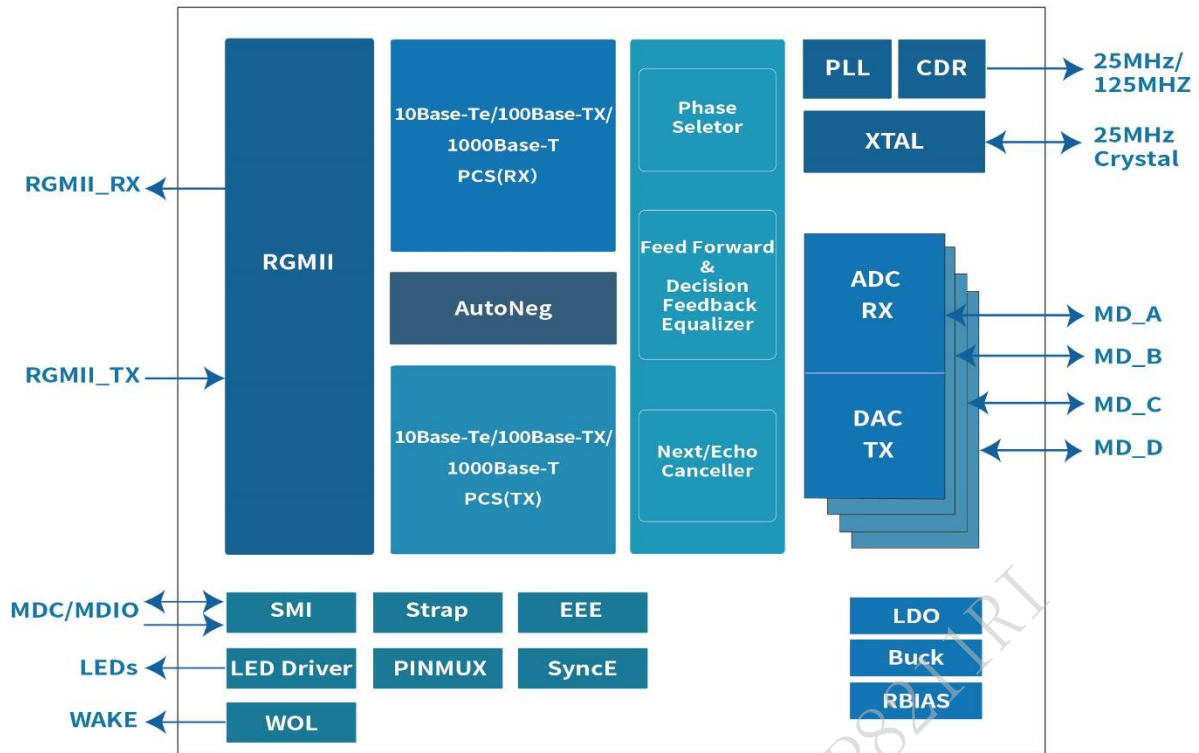 RGMII_RX
RGMII_TX
MDC/MDIO
LEDs
WAKE
RGMII
10Base-Te/100Base-TX/
1000Base-T
PCS(RX)
AutoNeg
10Base-Te/100Base-TX/
1000Base-T
PCS(TX)
Phase
Seletor
Feed Forward
&
Decision
Feedback
Equalizer
Next/Echo
Canceller
PLL
CDR
XTAL
25MHz/
125MHZ
25MHz
Crystal
ADC
RX
DAC
TX
MD_A
MD_B
MD_C
MD_D
SMI
Strap
EEE
LED Driver
PINMUX
SyncE
WOL
LDO
Buck
RBIAS